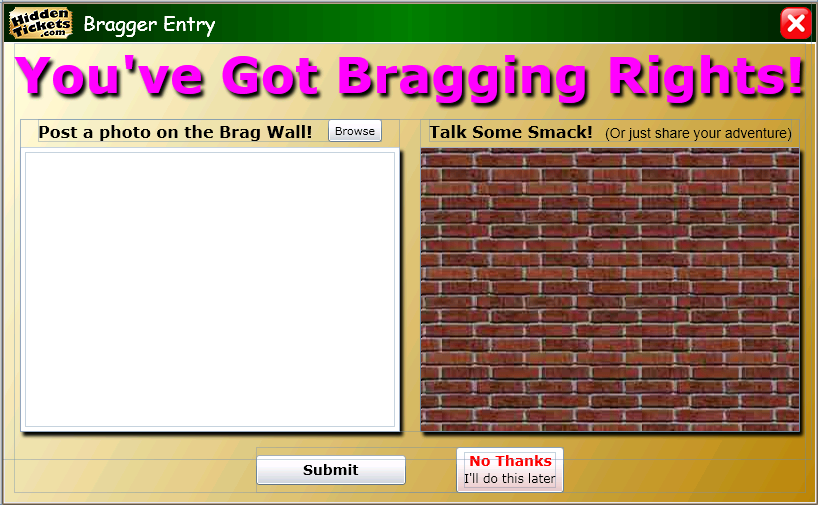 Hidden
Tickets
.com
Bragger Entry
You've Got Bragging Rights!
Post a photo on the Brag Wall!
Browse
Talk Some Smack! (Or just share your adventure)
Submit
No Thanks
I'll do this later